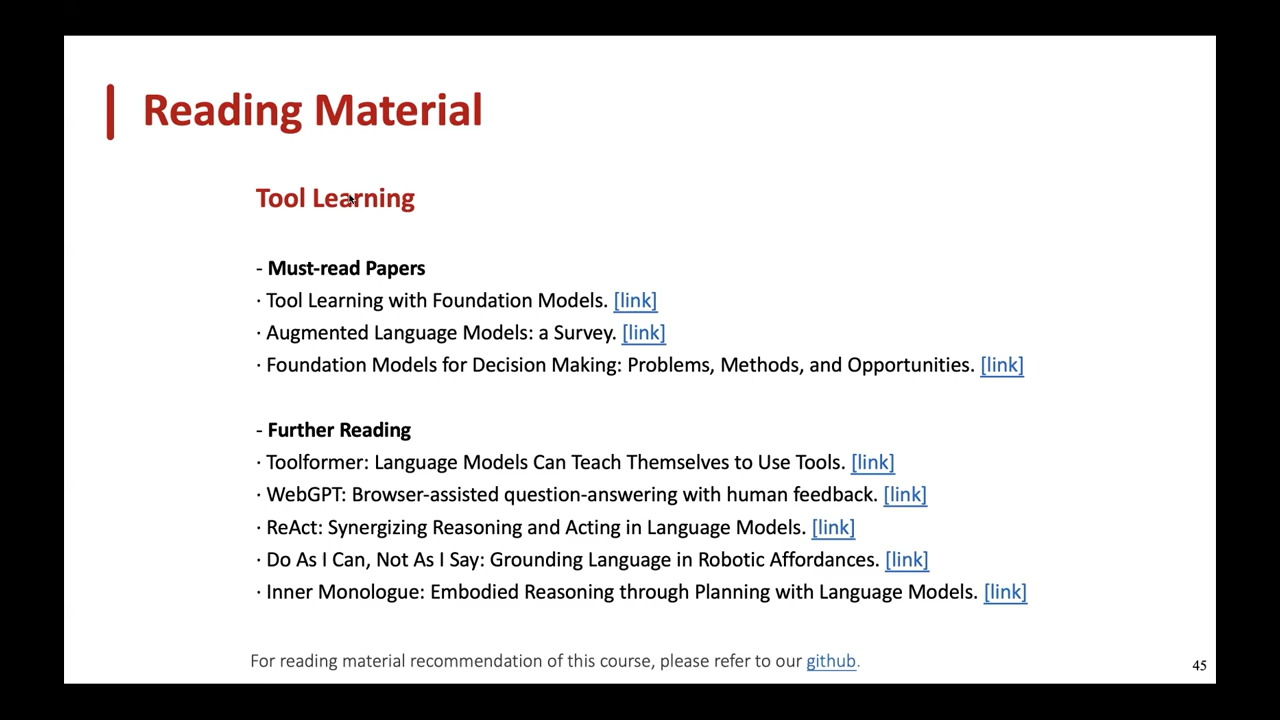 Reading Material
Tool Learning
- Must-read Papers
· Tool Learning with Foundation Models. [link]
· Augmented Language Models: a Survey. [link]
· Foundation Models for Decision Making: Problems, Methods, and Opportunities. [link]
- Further Reading
· Toolformer: Language Models Can Teach Themselves to Use Tools. [link]
· WebGPT: Browser-assisted question-answering with human feedback. [link]
· ReAct: Synergizing Reasoning and Acting in Language Models. [link]
· Do As I Can, Not As I Say: Grounding Language in Robotic Affordances. [link]
· Inner Monologue: Embodied Reasoning through Planning with Language Models. [link]
For reading material recommendation of this course, please refer to our github.
45